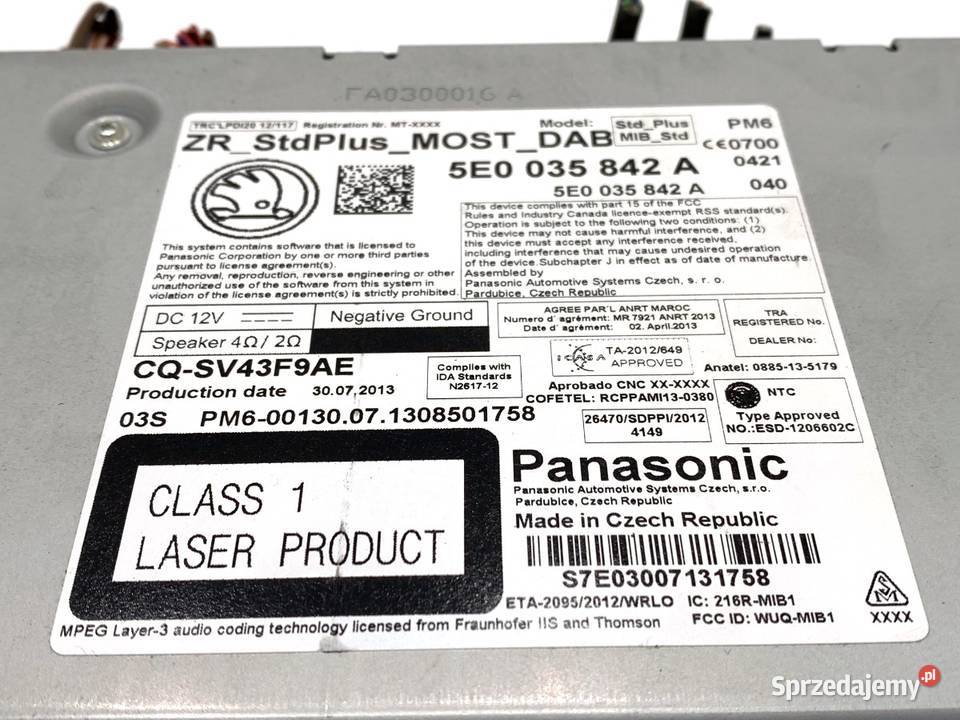 FA0300016 A
TRC/LPDI20 12/117 Registration Nr. MT-XXXX Model: Std_Plus PM6
ZR_StdPlus_MOST_DAB MIB_Std CE0700
5E0 035 842 A 0421
5E0 035 842 A 040
This device complies with part 15 of the FCC
Rules and Industry Canada licence-exempt RSS standard(s).
Operation is subject to the following two conditions: (1)
This device may not cause harmful interference, and (2)
this device must accept any interference received,
including interference that may cause undesired operation
of the device.Subchapter J in effect as of date of manufacture.
Assembled by
Panasonic Automotive Systems Czech, s. r. o.
Pardubice, Czech Republic
This system contains software that is licensed to
Panasonic Corporation by one or more third parties
pursuant to license agreement(s).
Any removal, reproduction, reverse engineering or other
unauthorized use of the software from this system in
violation of the license agreement(s) is strictly prohibited.
DC 12V Negative Ground
Speaker 4Ω/ 2Ω
AGREE PAR'L ANRT MAROC
Numero d' agrément: MR 7921 ANRT 2013
Date d' agrément: 02. April.2013
TRA
REGISTERED No.
DEALER No:
CQ-SV43F9AE
Complies with
IDA Standards
N2617-12
ICASA TA-2012/649
APPROVED
Anatel: 0885-13-5179
Production date 30.07.2013
Aprobado CNC XX-XXXX
COFETEL: RCPPAMI13-0380
NTC
Type Approved
NO.:ESD-1206602C
03S PM6-00130.07.1308501758
26470/SDPPI/2012
4149
CLASS 1
LASER PRODUCT
Panasonic
Panasonic Automotive Systems Czech, s.r.o.
Pardubice, Czech Republic
Made in Czech Republic
S7E03007131758
ETA-2095/2012/WRLO IC: 216R-MIB1
FCC ID: WUQ-MIB1
XXXX
MPEG Layer-3 audio coding technology licensed from Fraunhofer IIS and Thomson
Sprzedajemy.pl